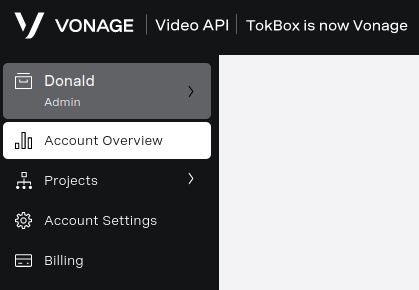 VONAGE Video API TokBox is now Vonage
Donald
Admin
Account Overview
Projects
Account Settings
Billing